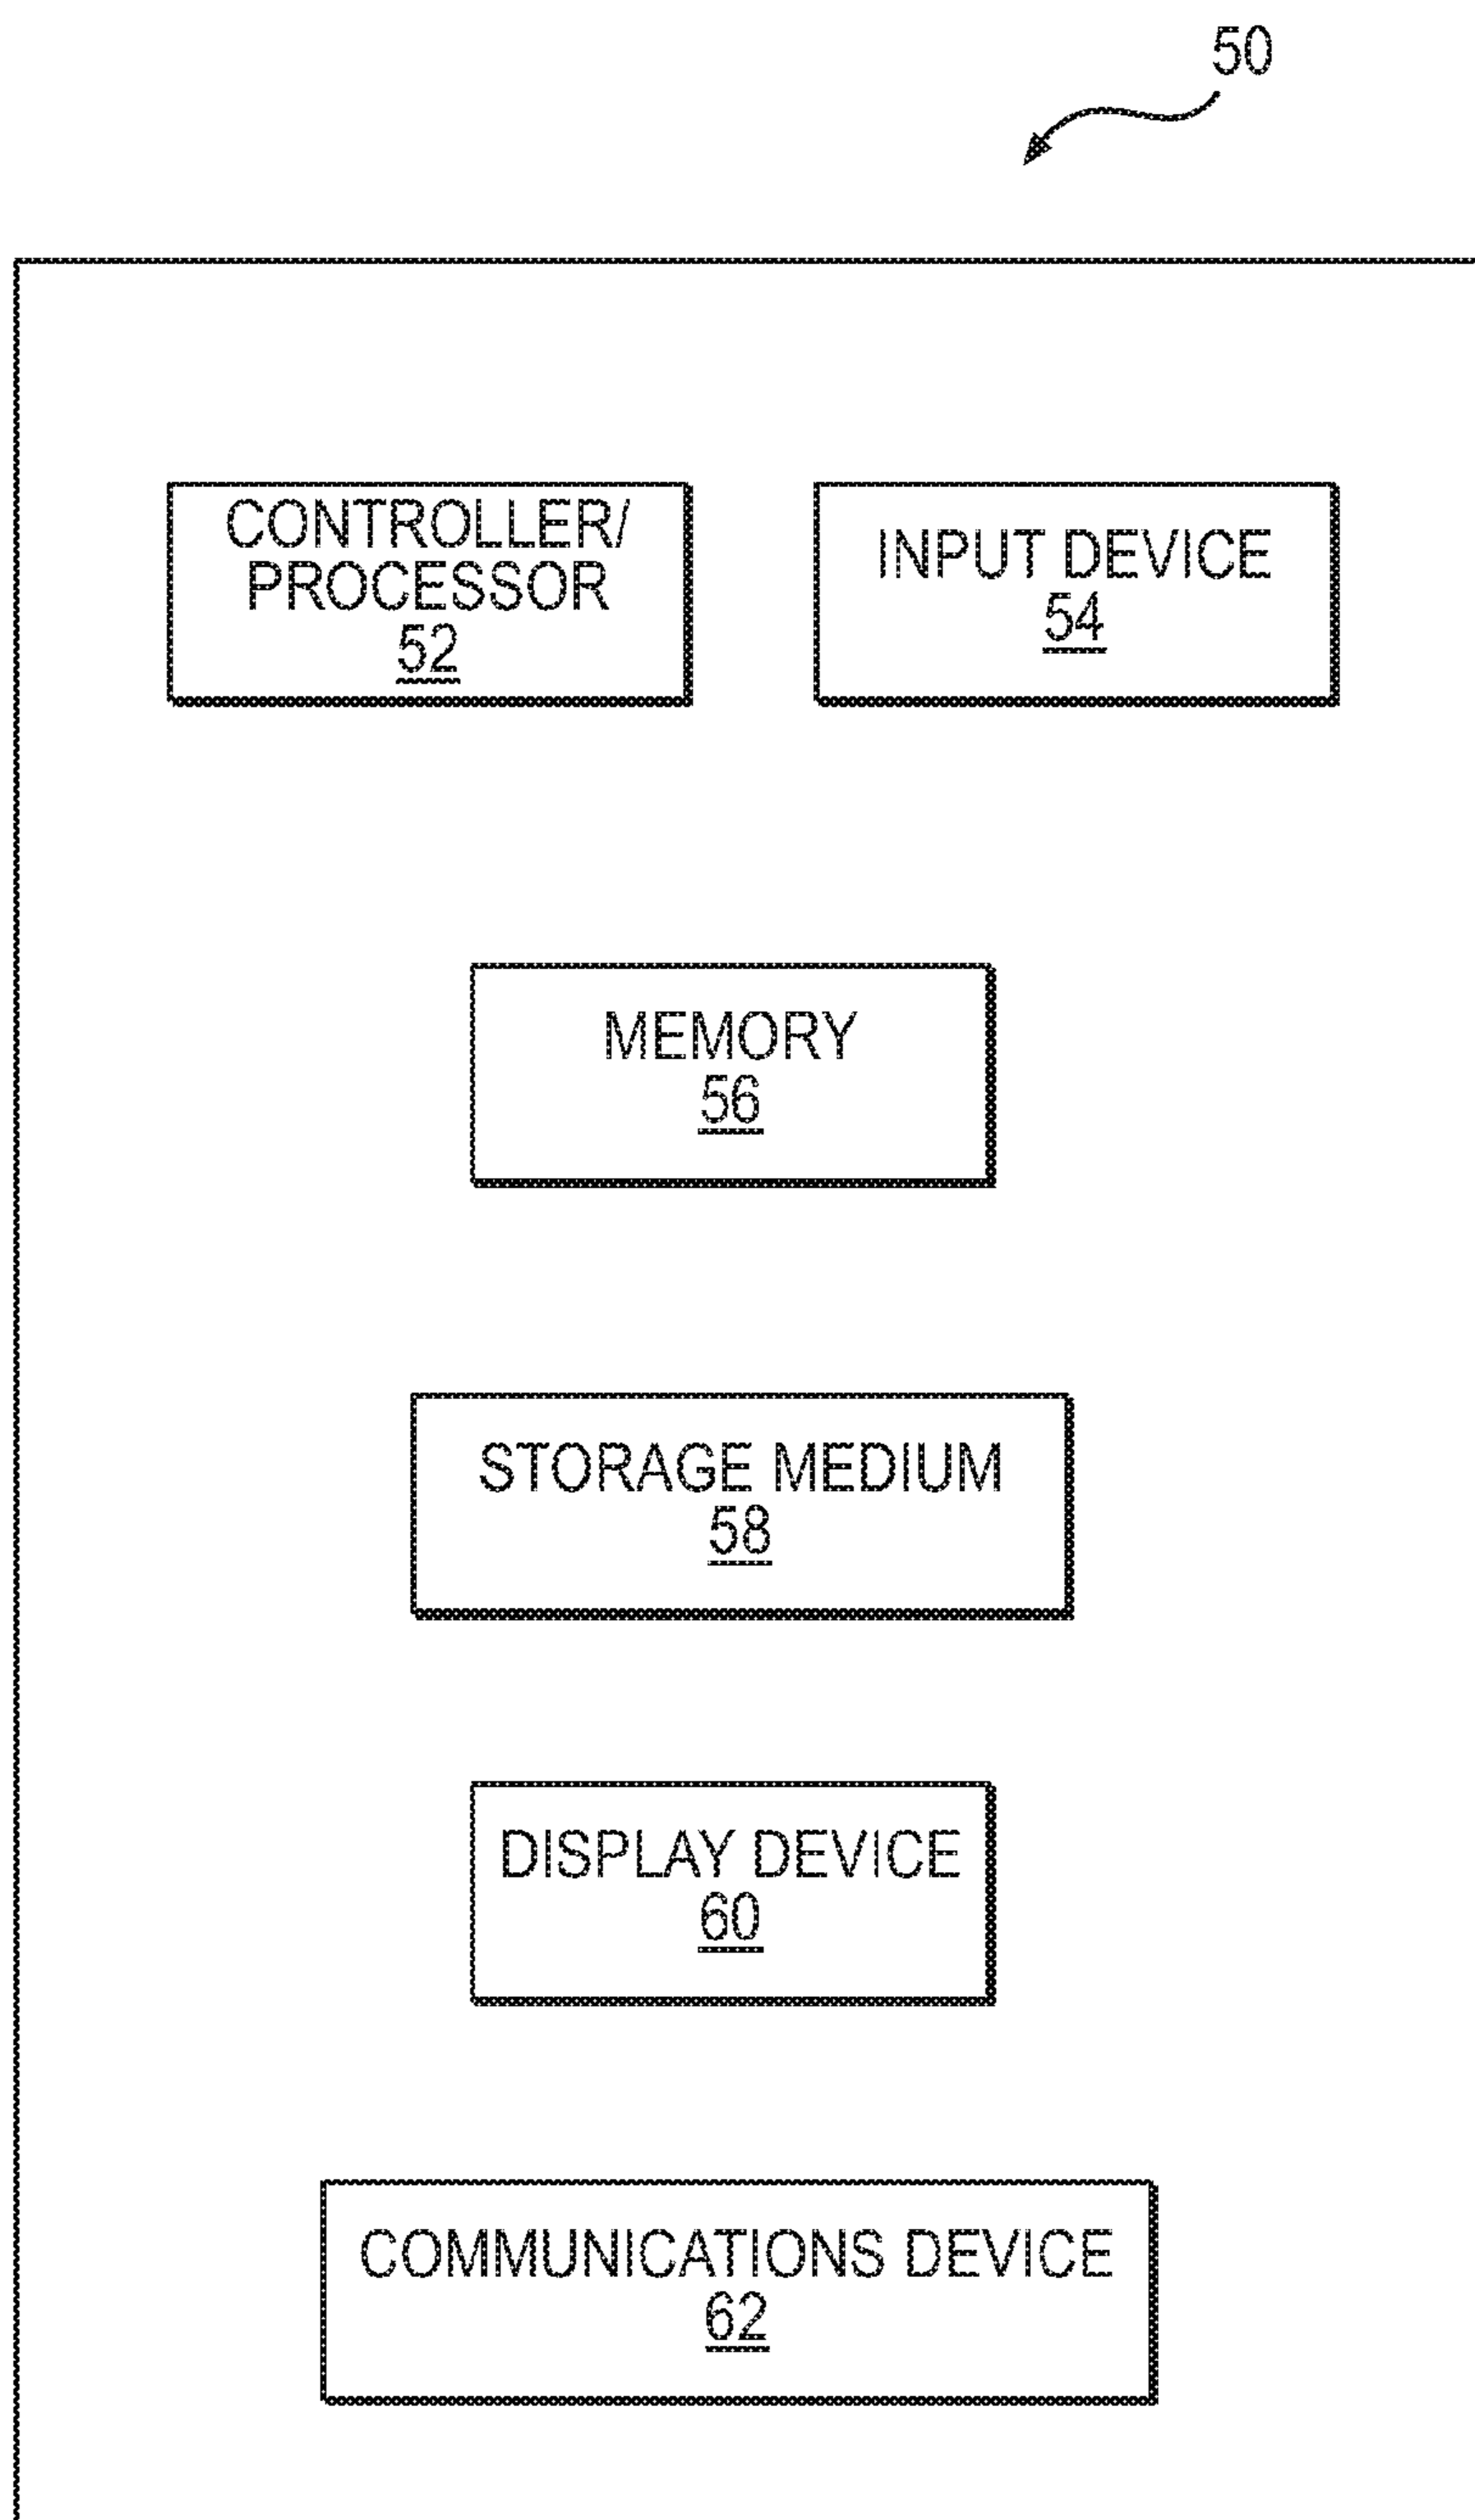 50
CONTROLLER/
PROCESSOR
52
INPUT DEVICE
54
MEMORY
56
STORAGE MEDIUM
58
DISPLAY DEVICE
60
COMMUNICATIONS DEVICE
62